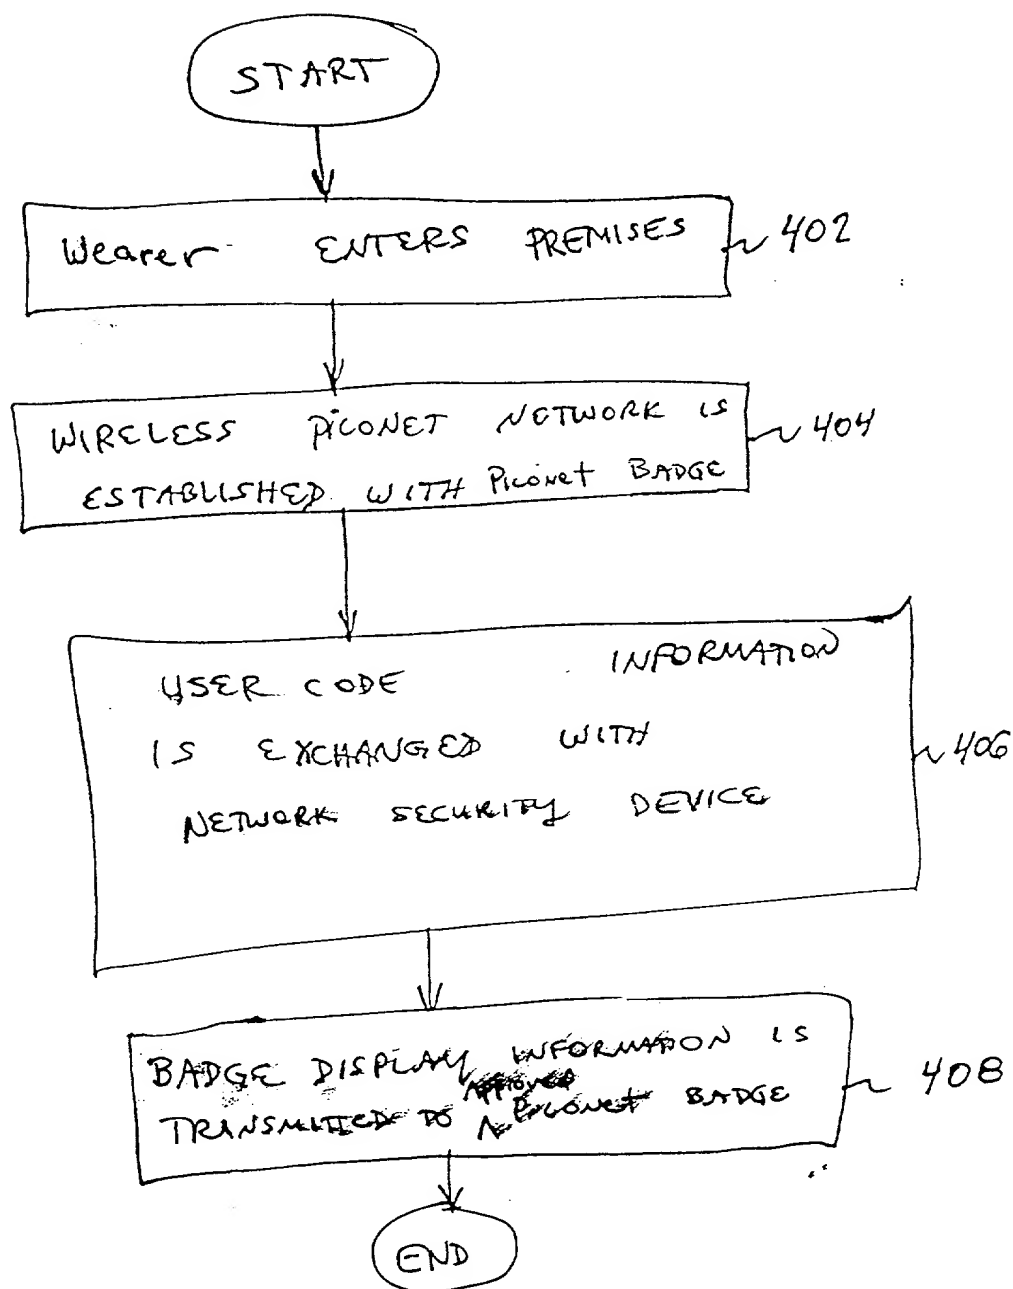 START
Wearer ENTERS PREMISES 402
WIRELESS PICONET NETWORK IS 404
ESTABLISHED WITH Piconet BADGE
USER CODE INFORMATION
IS EXCHANGED WITH 406
NETWORK SECURITY DEVICE
BADGE DISPLAY INFORMATION IS 408
APPROVED
TRANSMITTED TO Piconet BADGE
END